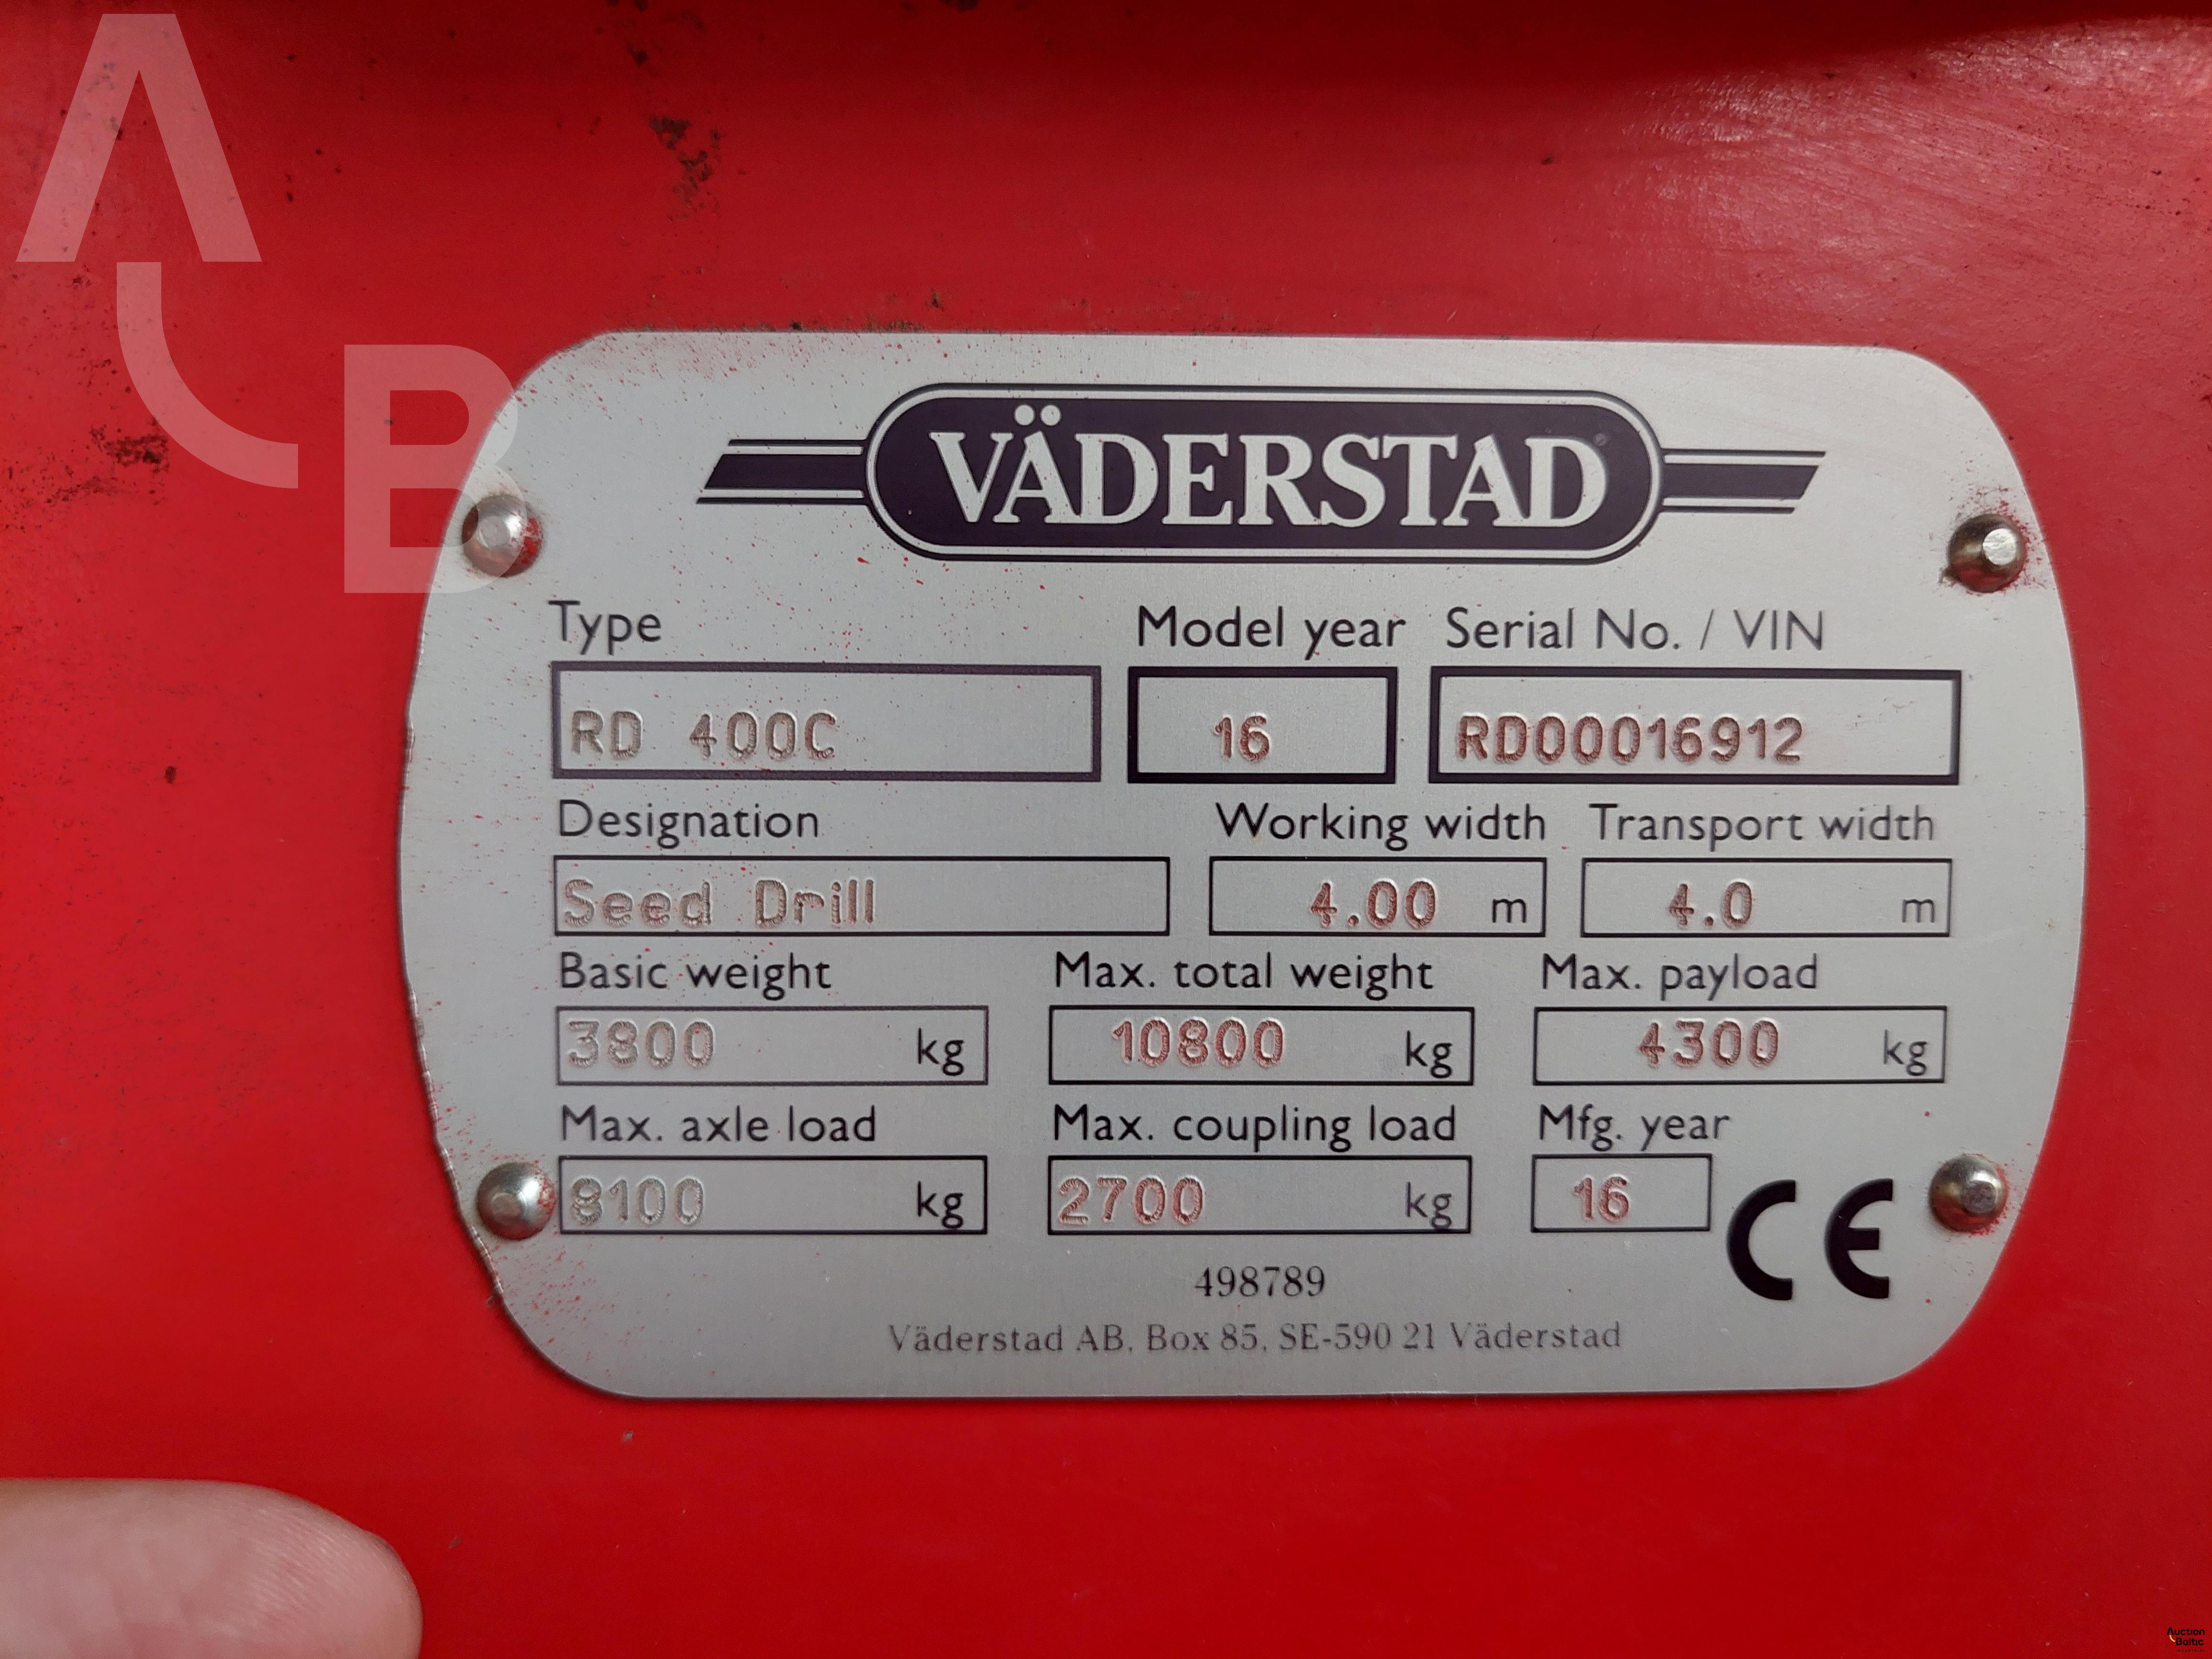 AB
VÄDERSTAD
Type Model year Serial No. / VIN
RD 400C 16 RD00016912
Designation Working width Transport width
Seed Drill 4.00 m 4.0 m
Basic weight Max. total weight Max. payload
3800 kg 10800 kg 4300 kg
Max. axle load Max. coupling load Mfg. year
8100 kg 2700 kg 16
CE
498789
Väderstad AB, Box 85, SE-590 21 Väderstad
Auction
Baltic